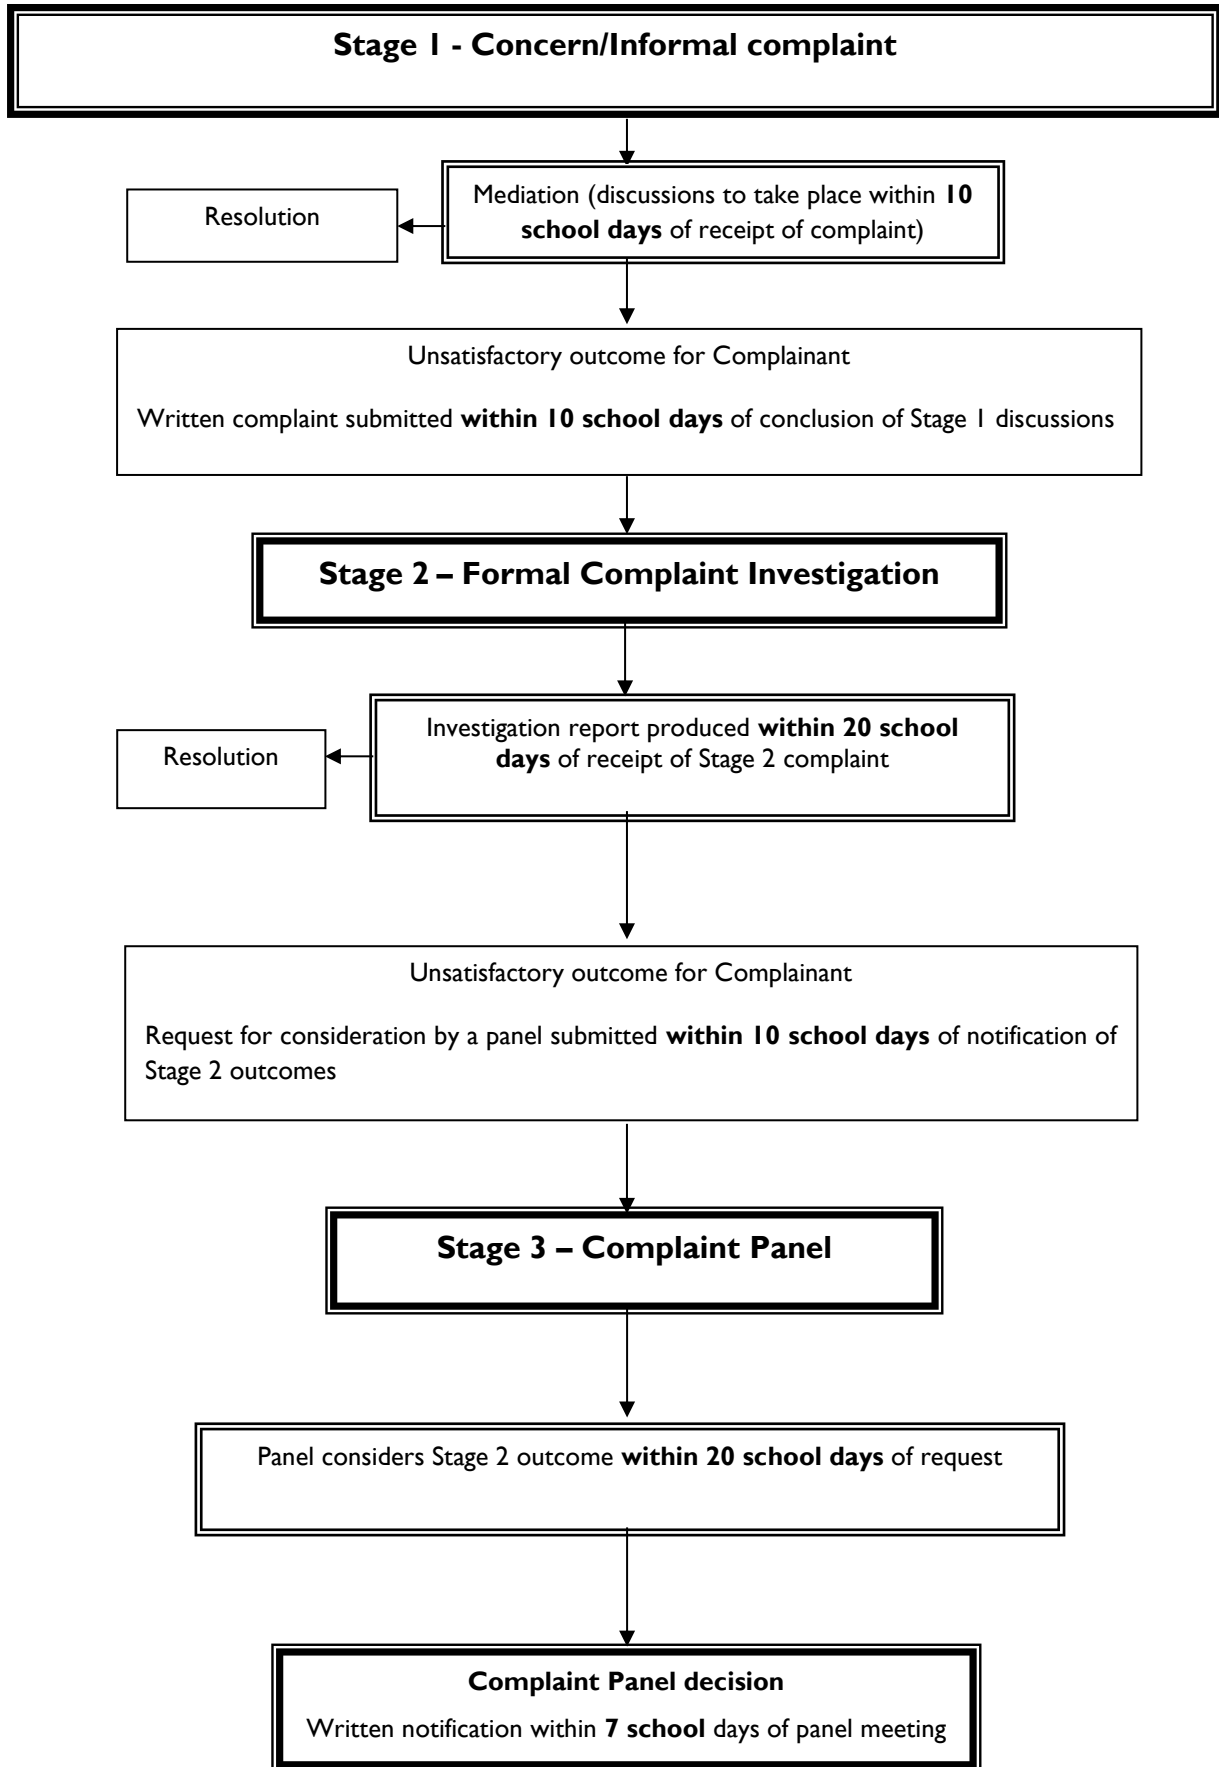 Stage 1 - Concern/Informal complaint
Mediation (discussions to take place within 10
school days of receipt of complaint)
Resolution
Unsatisfactory outcome for Complainant
Written complaint submitted within 10 school days of conclusion of Stage 1 discussions
Stage 2 – Formal Complaint Investigation
Investigation report produced within 20 school
days of receipt of Stage 2 complaint
Resolution
Unsatisfactory outcome for Complainant
Request for consideration by a panel submitted within 10 school days of notification of
Stage 2 outcomes
Stage 3 – Complaint Panel
Panel considers Stage 2 outcome within 20 school days of request
Complaint Panel decision
Written notification within 7 school days of panel meeting